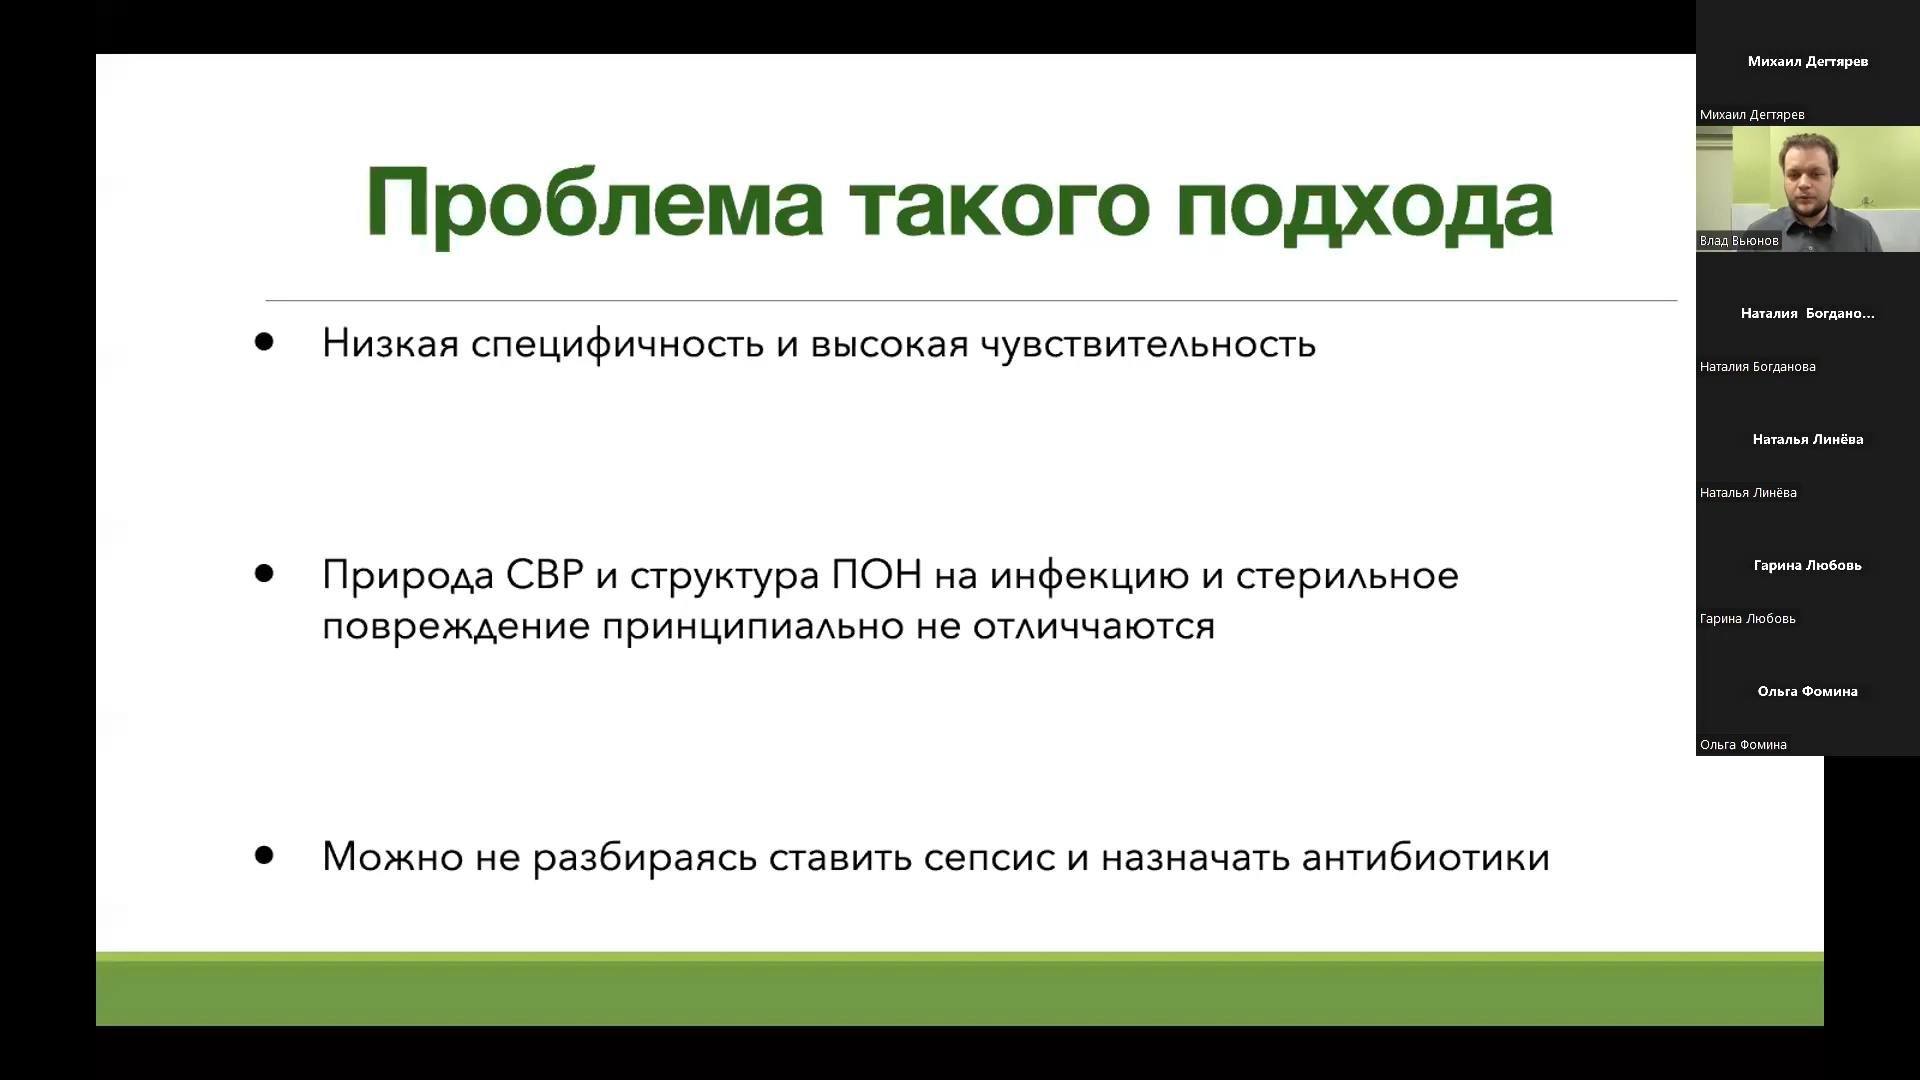 Проблема такого подхода
● Низкая специфичность и высокая чувствительность
● Природа СВР и структура ПОН на инфекцию и стерильное
повреждение принципиально не отличчаются
● Можно не разбираясь ставить сепсис и назначать антибиотики
Михаил Дегтярев
Михаил Дегтярев
Влад Вьюнов
Наталия Богдано...
Наталия Богданова
Наталья Линёва
Наталья Линёва
Гарина Любовь
Гарина Любовь
Ольга Фомина
Ольга Фомина